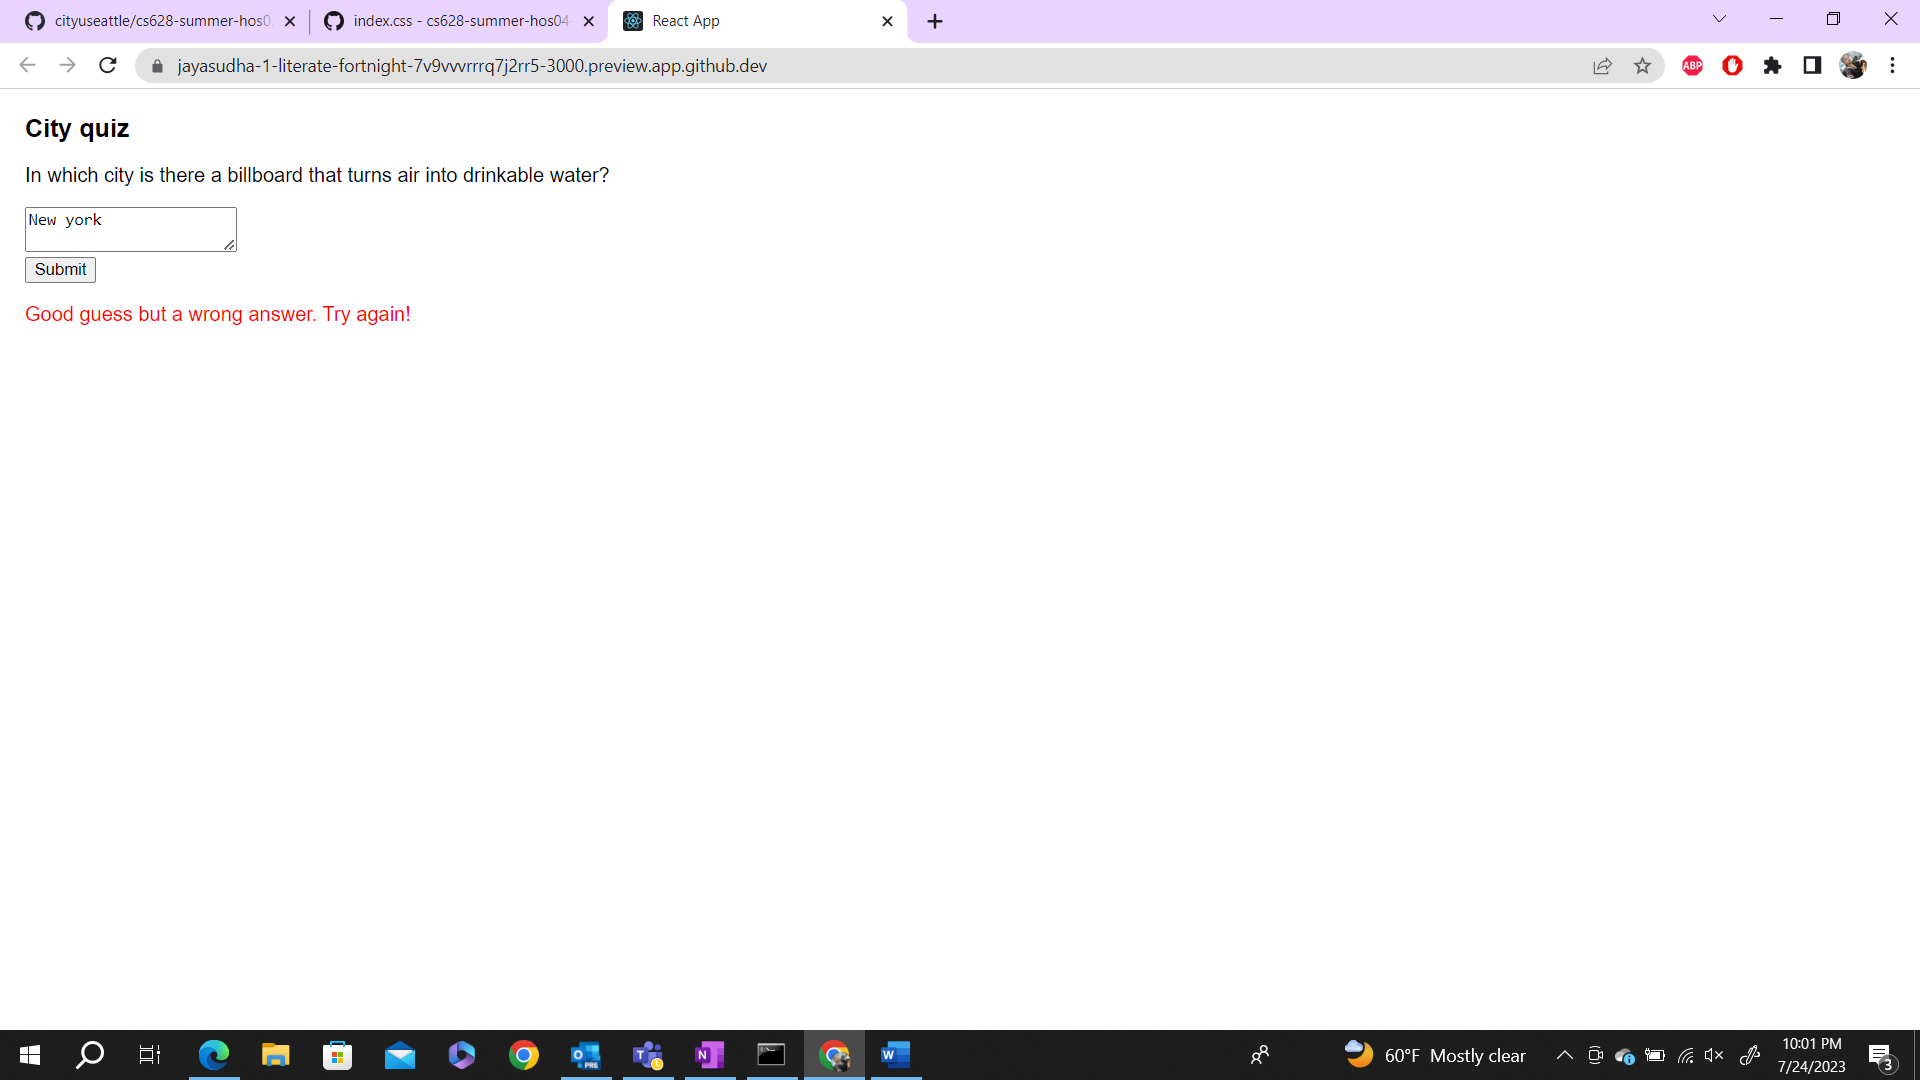 cityuseattle/cs628-summer-hos0
index.css - cs628-summer-hos04
React App
jayasudha-1-literate-fortnight-7v9vvvrrrq7j2rr5-3000.preview.app.github.dev
ABP
City quiz
In which city is there a billboard that turns air into drinkable water?
New york
Submit
Good guess but a wrong answer. Try again!
60°F Mostly clear
10:01 PM
7/24/2023
3